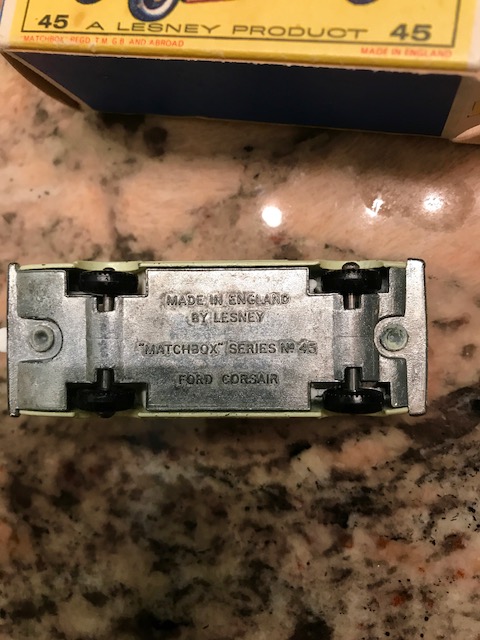 45 A LESNEY PRODUCT 45
MATCHBOX REGD T.M. G.B. AND ABROAD MADE IN ENGLAND
MADE IN ENGLAND
BY LESNEY
"MATCHBOX" SERIES Nº 45
FORD CORSAIR